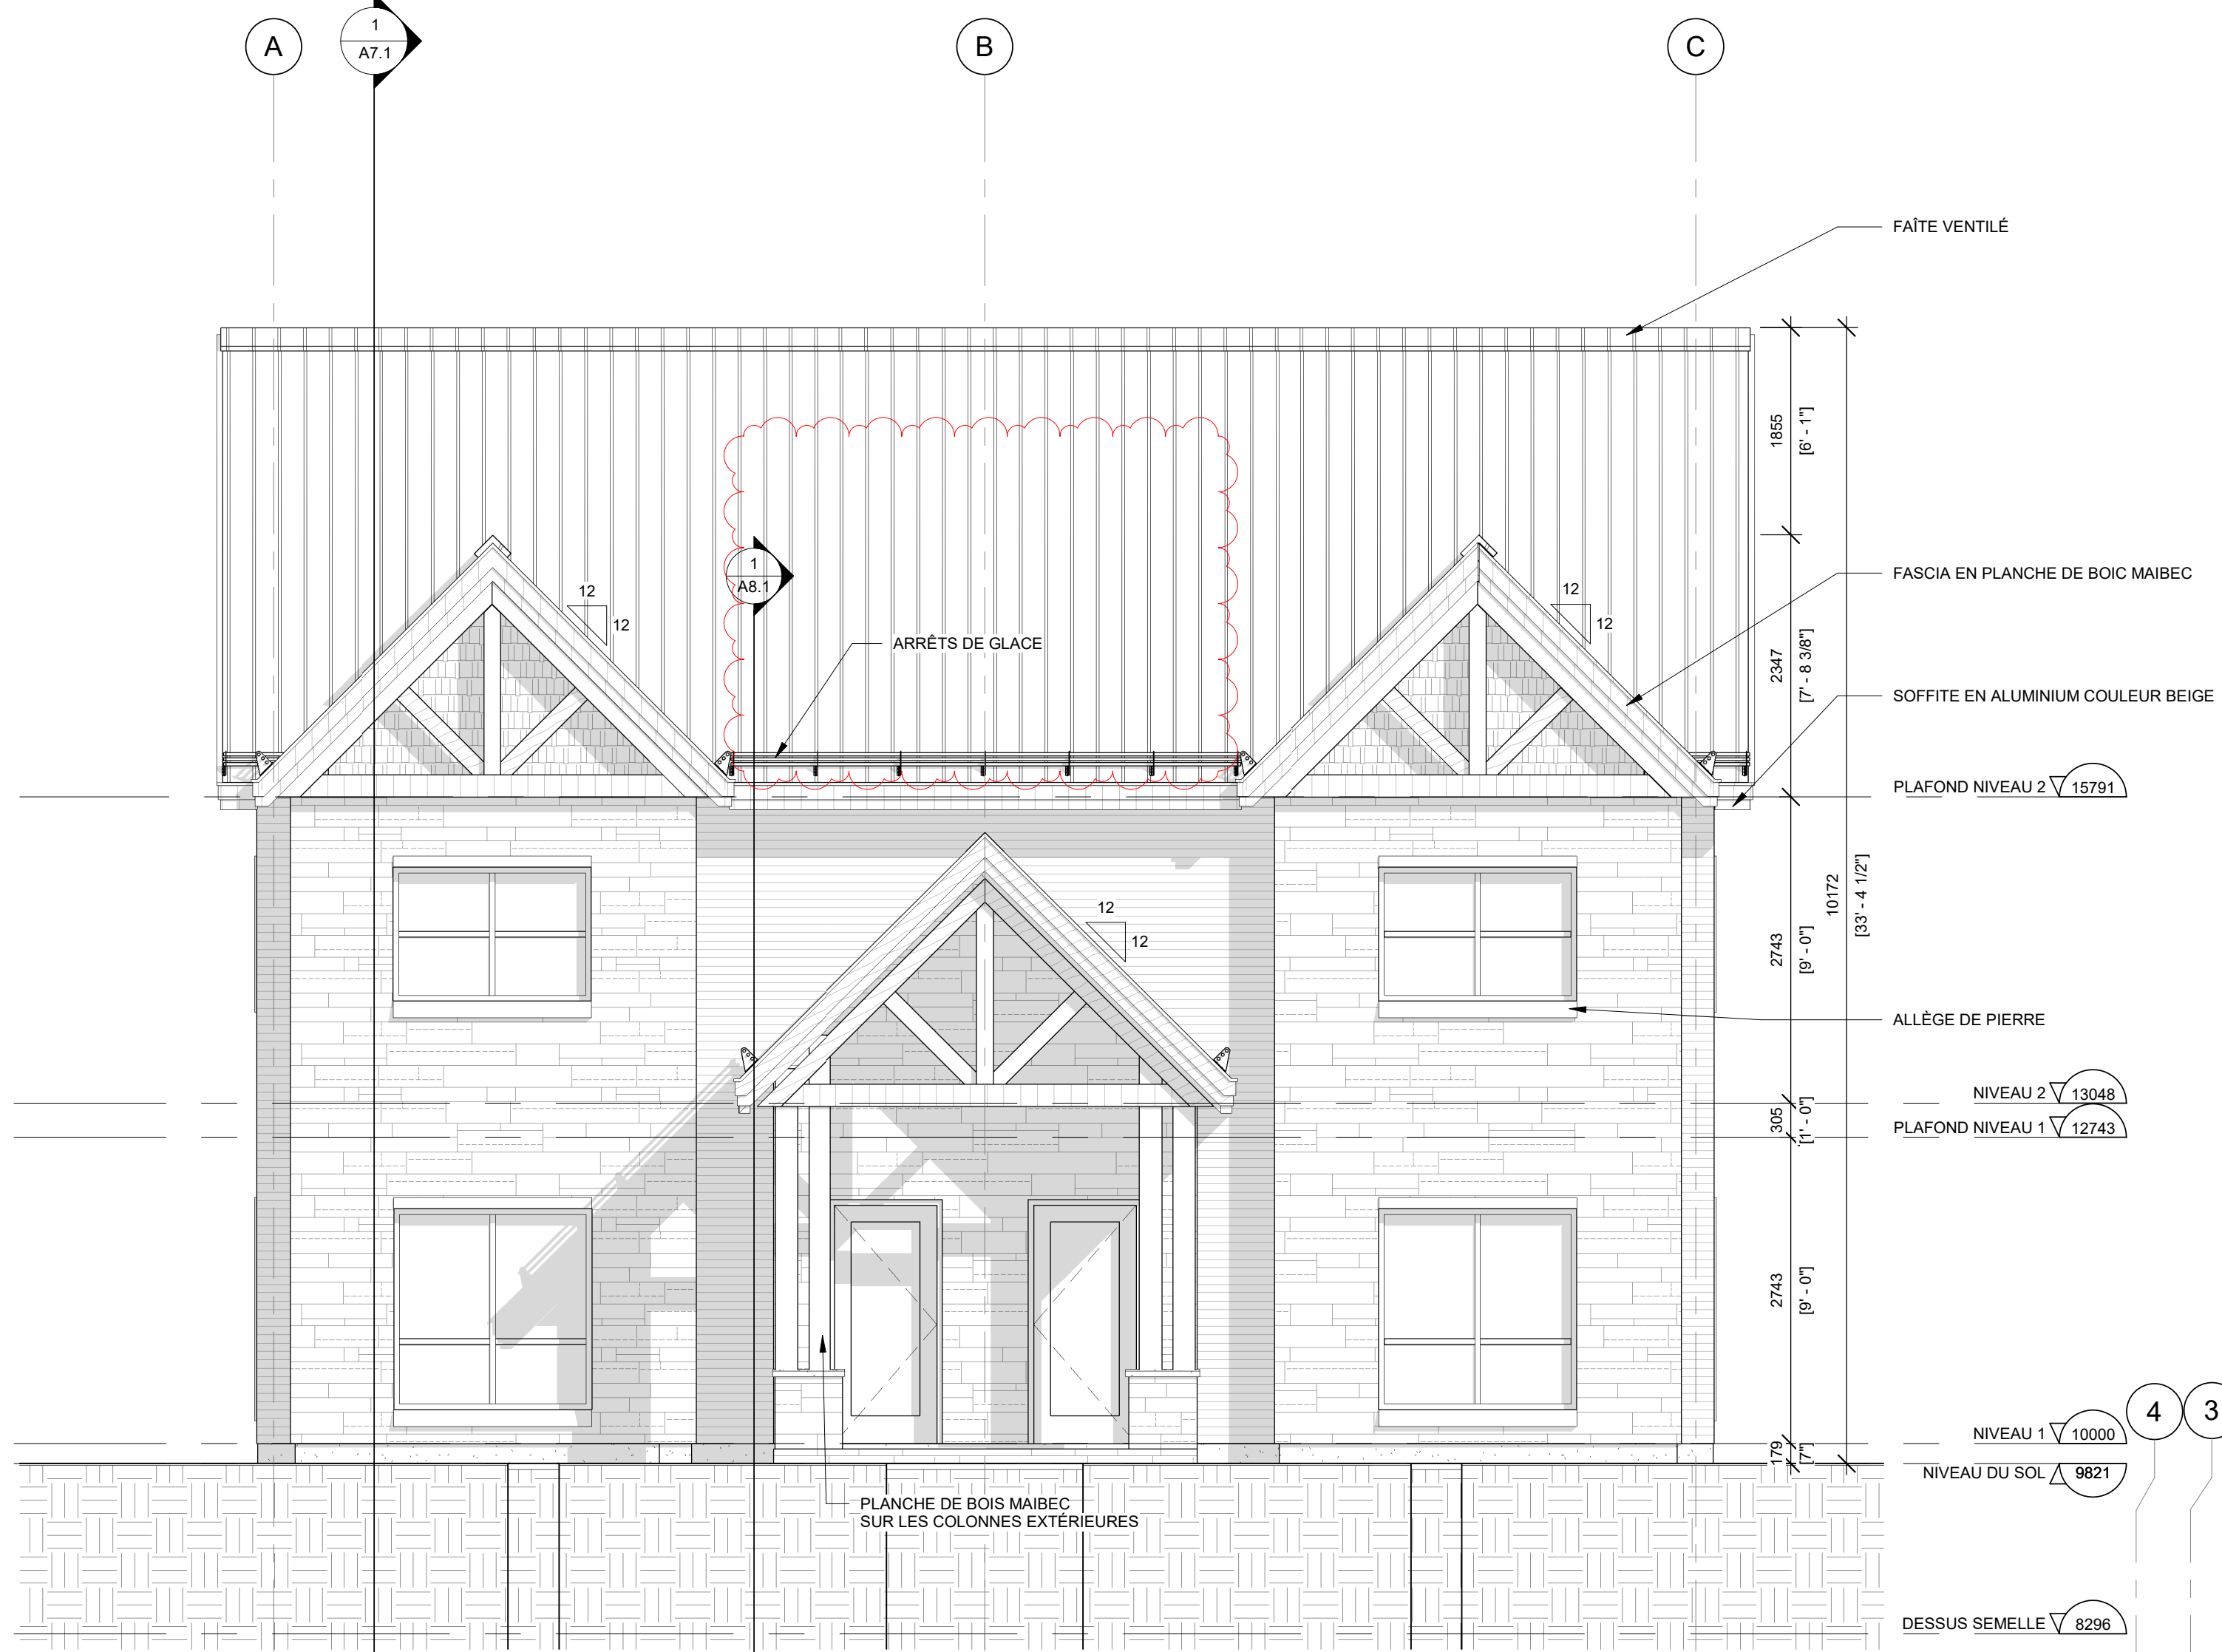 A
1
A7.1
B
C
FAÎTE VENTILÉ
1855
[6' - 1"]
1
A8.1
12
12
12
12
FASCIA EN PLANCHE DE BOIC MAIBEC
ARRÊTS DE GLACE
2347
[7' - 8 3/8"]
SOFFITE EN ALUMINIUM COULEUR BEIGE
PLAFOND NIVEAU 2 15791
10172
[33' - 4 1/2"]
12
12
2743
[9' - 0"]
ALLÈGE DE PIERRE
NIVEAU 2 13048
305
[1' - 0"]
PLAFOND NIVEAU 1 12743
2743
[9' - 0"]
4
3
NIVEAU 1 10000
179
[7"]
NIVEAU DU SOL 9821
PLANCHE DE BOIS MAIBEC
SUR LES COLONNES EXTÉRIEURES
DESSUS SEMELLE 8296